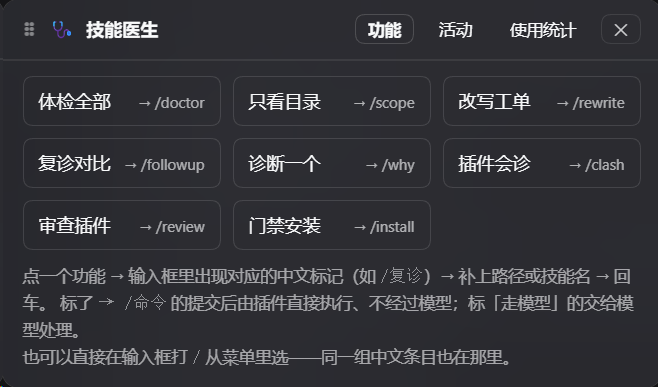 技能医生 功能 活动 使用统计
体检全部 → /doctor 只看目录 → /scope 改写工单 → /rewrite
复诊对比 → /followup 诊断一个 → /why 插件会诊 → /clash
审查插件 → /review 门禁安装 → /install
点一个功能 → 输入框里出现对应的中文标记（如 /复诊）→ 补上路径或技能名 → 回
车。 标了 → /命令 的提交后由插件直接执行、不经过模型；标「走模型」的交给模
型处理。
也可以直接在输入框打 / 从菜单里选——同一组中文条目也在那里。